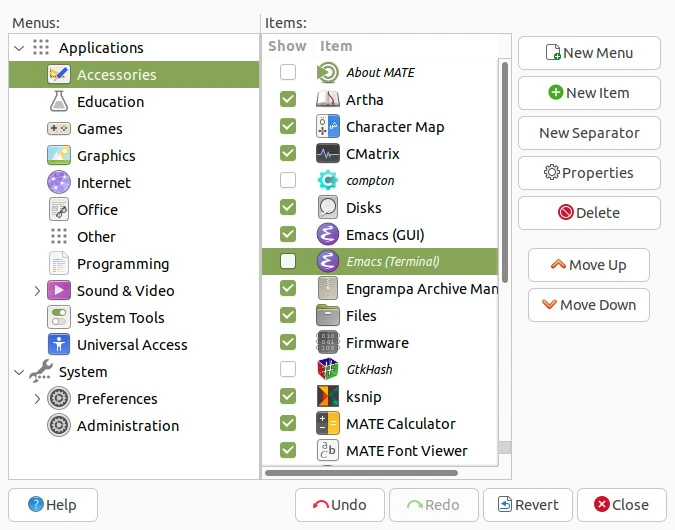 Menus:
Applications
Accessories
Education
Games
Graphics
Internet
Office
Other
Programming
Sound & Video
System Tools
Universal Access
System
Preferences
Administration
Items:
Show Item
About MATE
Artha
Character Map
CMatrix
compton
Disks
Emacs (GUI)
Emacs (Terminal)
Engrampa Archive Man
Files
Firmware
GtkHash
ksnip
MATE Calculator
MATE Font Viewer
New Menu
New Item
New Separator
Properties
Delete
Move Up
Move Down
Help
Undo
Redo
Revert
Close